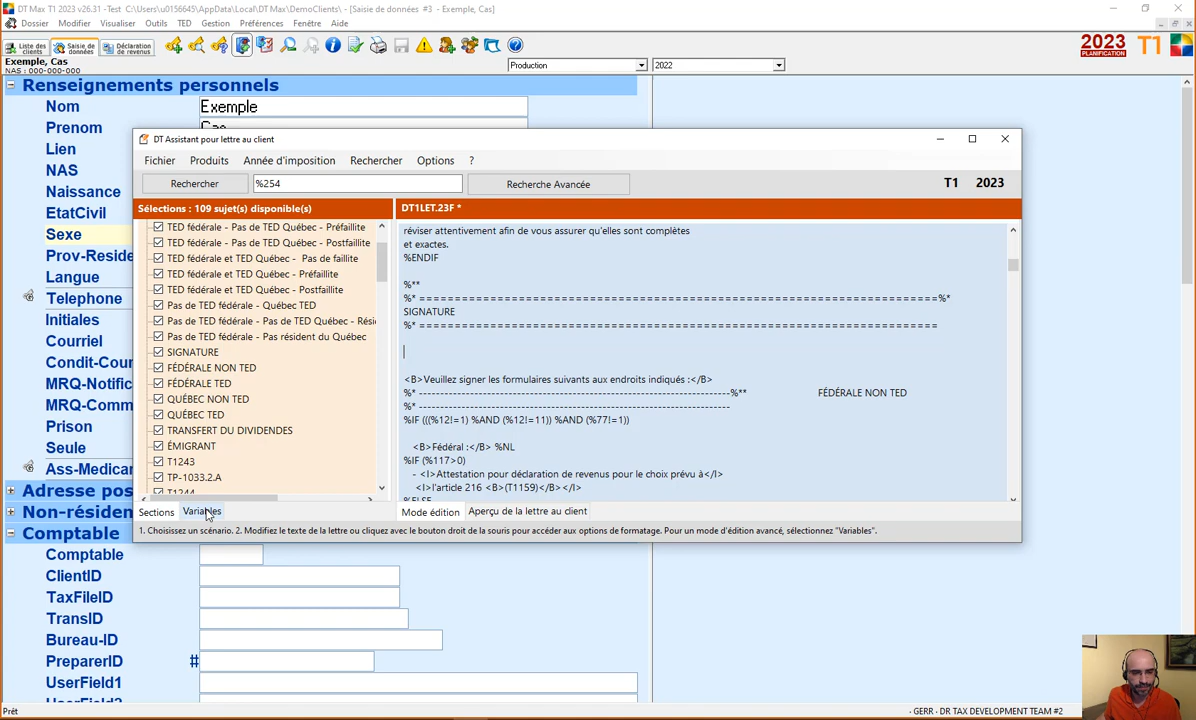 DT Max T1 2023 v26.31 -Test C:\Users\u0156645\AppData\Local\DT Max\DemoClients\ - [Saisie de données #3 - Exemple, Cas]
Dossier Modifier Visualiser Outils TED Gestion Préférences Fenêtre Aide
Liste des clients
Saisie de données
Déclaration de revenus
2023 PLANIFICATION T1
Exemple, Cas
NAS : 000-000-000
Production 2022
Renseignements personnels
Nom Exemple
Prenom Cas
Lien
NAS
Naissance
EtatCivil
Sexe
Prov-Reside
Langue
Telephone
Initiales
Courriel
Condit-Cour
MRQ-Notific
MRQ-Comm
Prison
Seule
Ass-Medicam
Adresse pos
Non-résiden
Comptable
Comptable
ClientID
TaxFileID
TransID
Bureau-ID
PreparerID #
UserField1
DT Assistant pour lettre au client
Fichier Produits Année d'imposition Rechercher Options ?
Rechercher %254 Recherche Avancée T1 2023
Sélections : 109 sujet(s) disponible(s)
TED fédérale - Pas de TED Québec - Préfaillite
TED fédérale - Pas de TED Québec - Postfaillite
TED fédérale et TED Québec - Pas de faillite
TED fédérale et TED Québec - Préfaillite
TED fédérale et TED Québec - Postfaillite
Pas de TED fédérale - Québec TED
Pas de TED fédérale - Pas de TED Québec - Rési
Pas de TED fédérale - Pas résident du Québec
SIGNATURE
FÉDÉRALE NON TED
FÉDÉRALE TED
QUÉBEC NON TED
QUÉBEC TED
TRANSFERT DU DIVIDENDES
ÉMIGRANT
T1243
TP-1033.2.A
T1244
Sections Variables
DT1LET.23F *
réviser attentivement afin de vous assurer qu'elles sont complètes
et exactes.
%ENDIF
%**
%* =========================================================================%*
SIGNATURE
%* =========================================================================
<B>Veuillez signer les formulaires suivants aux endroits indiqués :</B>
%* -----------------------------------------------------------------------%** FÉDÉRALE NON TED
%* -----------------------------------------------------------------------
%IF (((%12!=1) %AND (%12!=11)) %AND (%77!=1))
<B>Fédéral :</B> %NL
%IF (%117>0)
- <I>Attestation pour déclaration de revenus pour le choix prévu à</I>
<I>l'article 216 <B>(T1159)</B></I>
%ELSE
Mode édition Aperçu de la lettre au client
1. Choisissez un scénario. 2. Modifiez le texte de la lettre ou cliquez avec le bouton droit de la souris pour accéder aux options de formatage. Pour un mode d'édition avancé, sélectionnez "Variables".
Prêt
- GERR - DR TAX DEVELOPMENT TEAM #2